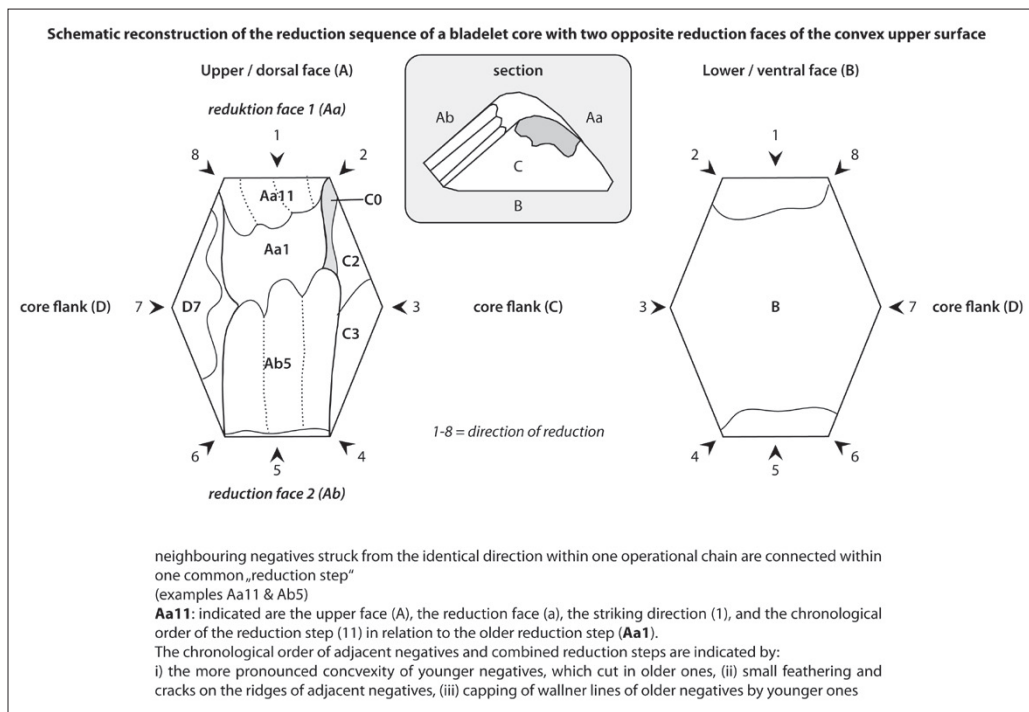 Schematic reconstruction of the reduction sequence of a bladelet core with two opposite reduction faces of the convex upper surface
Upper / dorsal face (A)
section
Lower / ventral face (B)
reduktion face 1 (Aa)
Ab
Aa
C
B
1
8
2
Aa11
C0
Aa1
C2
core flank (D)
7
D7
3
core flank (C)
C3
Ab5
6
4
5
reduction face 2 (Ab)
1-8 = direction of reduction
1
2
8
3
B
7
core flank (D)
4
6
5
neighbouring negatives struck from the identical direction within one operational chain are connected within
one common „reduction step“
(examples Aa11 & Ab5)
Aa11: indicated are the upper face (A), the reduction face (a), the striking direction (1), and the chronological
order of the reduction step (11) in relation to the older reduction step (Aa1).
The chronological order of adjacent negatives and combined reduction steps are indicated by:
i) the more pronounced concvexity of younger negatives, which cut in older ones, (ii) small feathering and
cracks on the ridges of adjacent negatives, (iii) capping of wallner lines of older negatives by younger ones